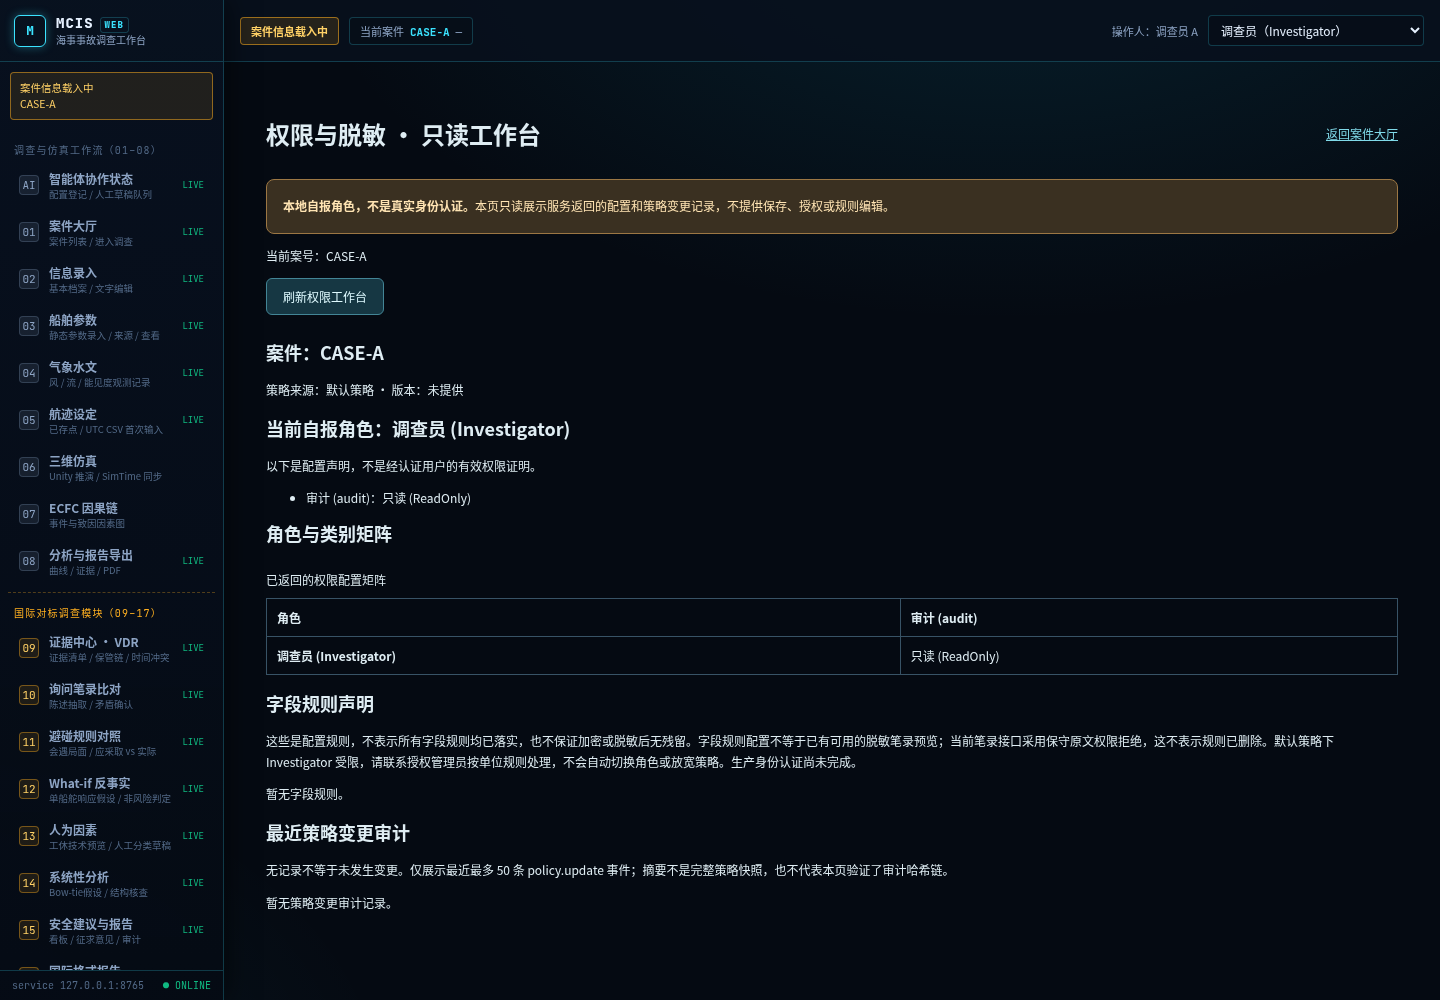 M
MCIS WEB
海事事故调查工作台
案件信息载入中
当前案件 CASE-A —
操作人：调查员 A
调查员（Investigator）
案件信息载入中
CASE-A
调查与仿真工作流（01–08）
AI 智能体协作状态 LIVE
配置登记 / 人工草稿队列
01 案件大厅 LIVE
案件列表 / 进入调查
02 信息录入 LIVE
基本档案 / 文字编辑
03 船舶参数 LIVE
静态参数录入 / 来源 / 查看
04 气象水文 LIVE
风 / 流 / 能见度观测记录
05 航迹设定 LIVE
已存点 / UTC CSV 首次输入
06 三维仿真
Unity 推演 / SimTime 同步
07 ECFC 因果链
事件与致因因素图
08 分析与报告导出 LIVE
曲线 / 证据 / PDF
国际对标调查模块（09–17）
09 证据中心 · VDR LIVE
证据清单 / 保管链 / 时间冲突
10 询问笔录比对 LIVE
陈述抽取 / 矛盾确认
11 避碰规则对照 LIVE
会遇局面 / 应采取 vs 实际
12 What-if 反事实 LIVE
单船舵响应假设 / 非风险判定
13 人为因素 LIVE
工休技术预览 / 人工分类草稿
14 系统性分析 LIVE
Bow-tie假设 / 结构核查
15 安全建议与报告 LIVE
看板 / 征求意见 / 审计
service 127.0.0.1:8765 ONLINE
权限与脱敏 · 只读工作台
返回案件大厅
本地自报角色，不是真实身份认证。本页只读展示服务返回的配置和策略变更记录，不提供保存、授权或规则编辑。
当前案号：CASE-A
刷新权限工作台
案件：CASE-A
策略来源：默认策略 · 版本：未提供
当前自报角色：调查员 (Investigator)
以下是配置声明，不是经认证用户的有效权限证明。
• 审计 (audit)：只读 (ReadOnly)
角色与类别矩阵
已返回的权限配置矩阵
角色 审计 (audit)
调查员 (Investigator) 只读 (ReadOnly)
字段规则声明
这些是配置规则，不表示所有字段规则均已落实，也不保证加密或脱敏后无残留。字段规则配置不等于已有可用的脱敏笔录预览；当前笔录接口采用保守原文权限拒绝，这不表示规则已删除。默认策略下
Investigator 受限，请联系授权管理员按单位规则处理，不会自动切换角色或放宽策略。生产身份认证尚未完成。
暂无字段规则。
最近策略变更审计
无记录不等于未发生变更。仅展示最近最多 50 条 policy.update 事件；摘要不是完整策略快照，也不代表本页验证了审计哈希链。
暂无策略变更审计记录。